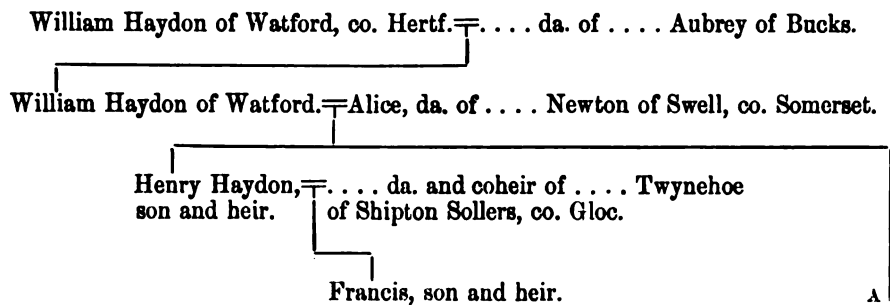 William Haydon of Watford, co. Hertf.=. . . . da. of . . . . Aubrey of Bucks.
William Haydon of Watford.=Alice, da. of . . . . Newton of Swell, co. Somerset.
Henry Haydon,=. . . . da. and coheir of . . . . Twynehoe
son and heir. of Shipton Sollers, co. Gloc.
Francis, son and heir.
A